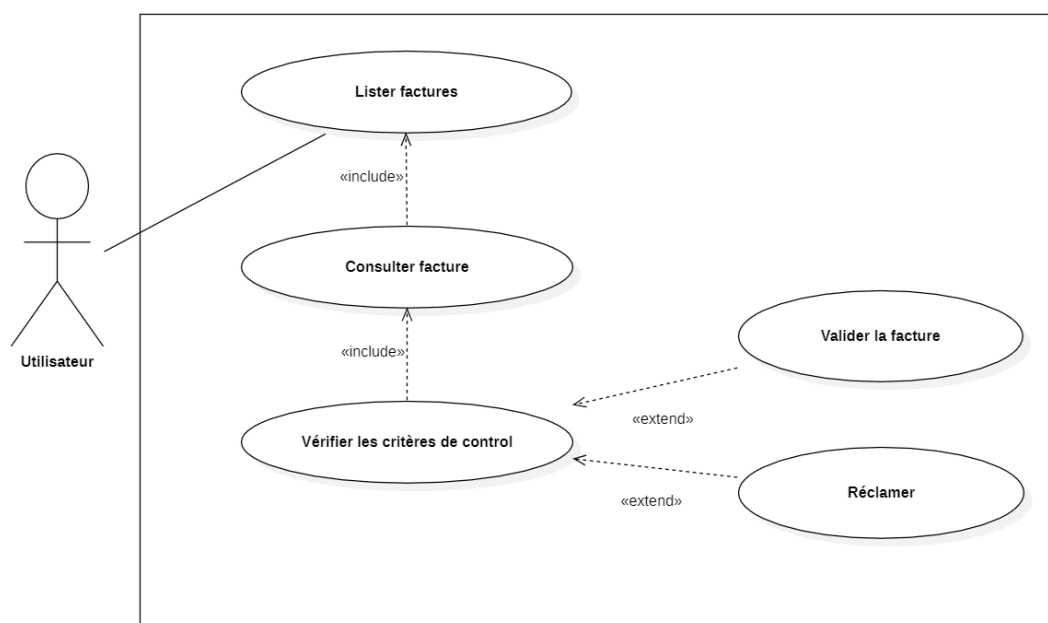 Lister factures
«include»
Consulter facture
Valider la facture
«include»
Utilisateur
«extend»
Vérifier les critères de control
Réclamer
«extend»